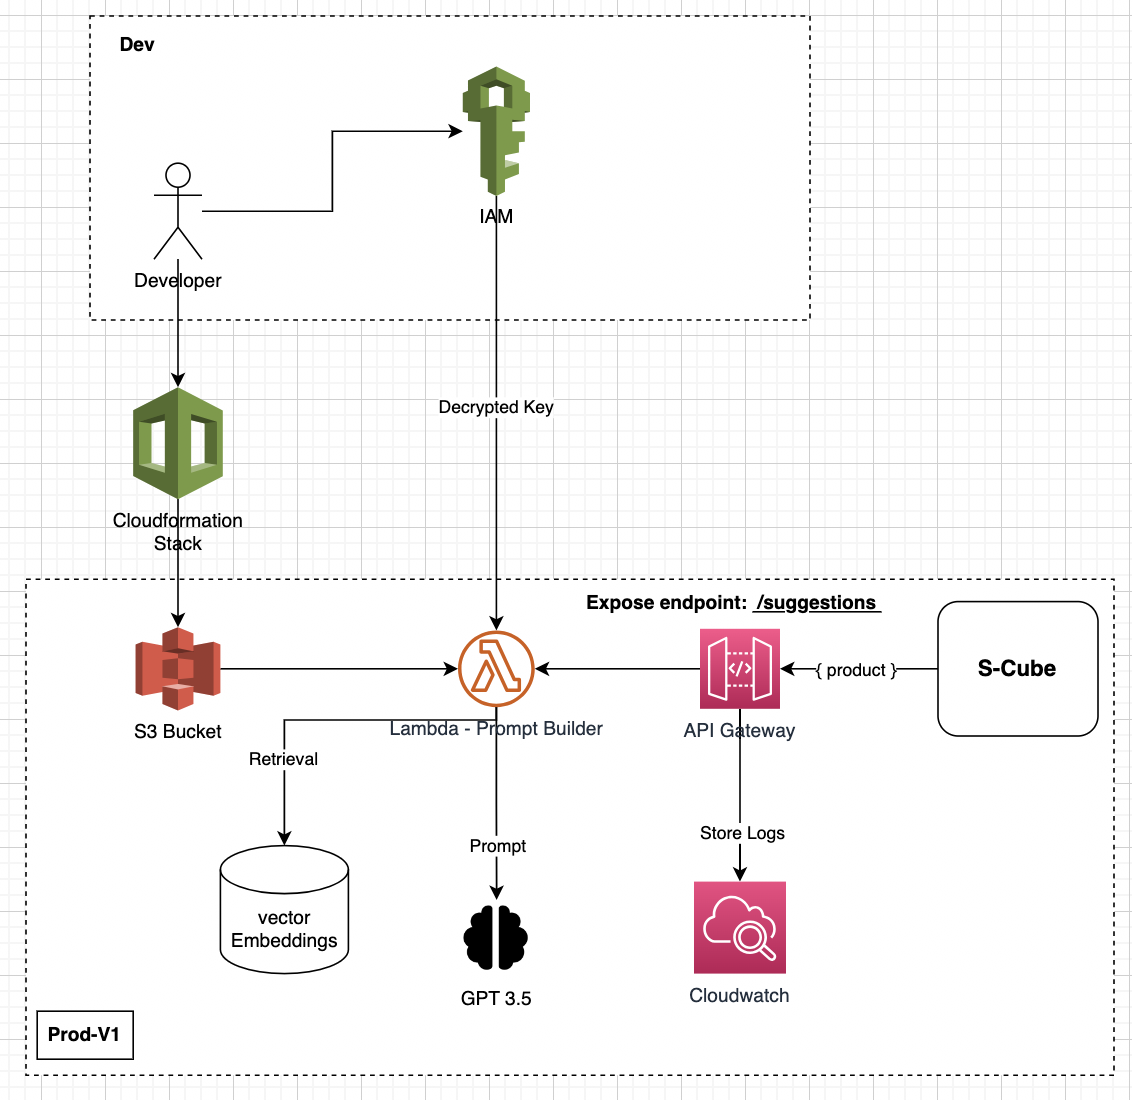 Dev
IAM
Developer
Decrypted Key
Cloudformation
Stack
Expose endpoint: /suggestions
{ product }
S-Cube
S3 Bucket
Lambda - Prompt Builder
API Gateway
Retrieval
Store Logs
Prompt
vector
Embeddings
GPT 3.5
Cloudwatch
Prod-V1